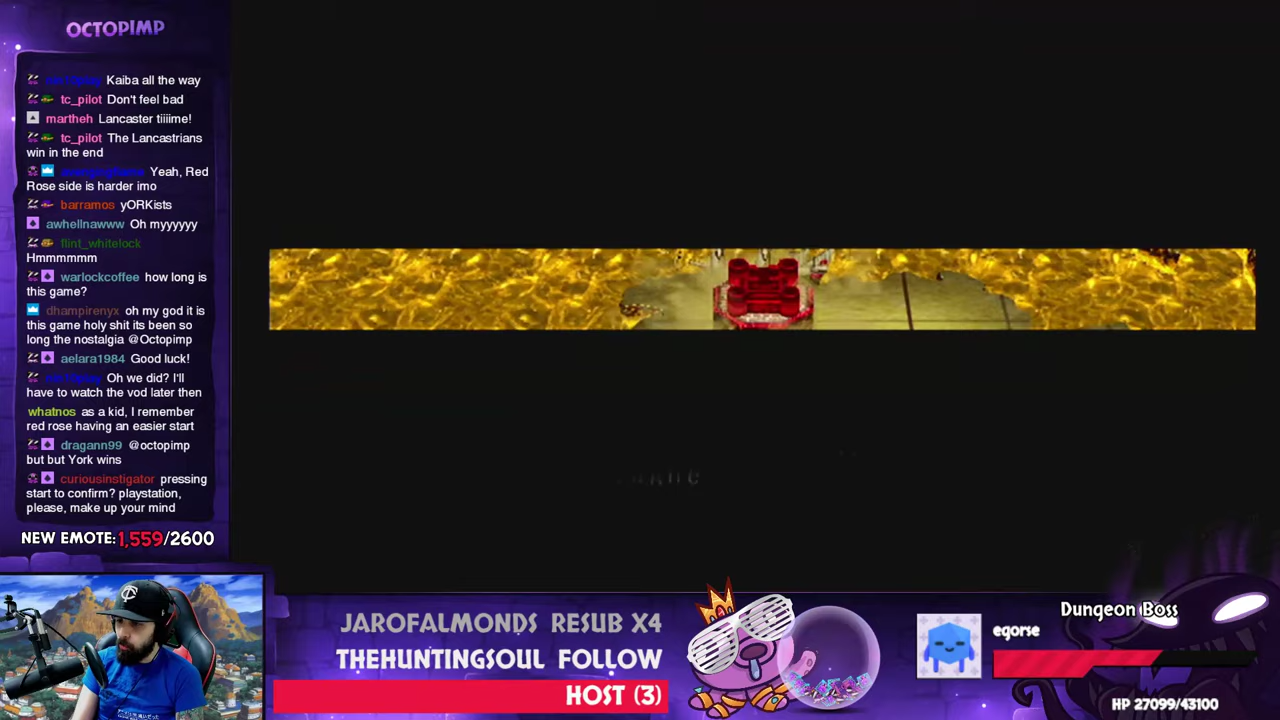 OCTOPIMP
Kaiba all the way
tc_pilot Don't feel bad
martheh Lancaster tiiiime!
tc_pilot The Lancastrians
win in the end
Yeah, Red
Rose side is harder imo
barramos yORKists
awhellnawww Oh myyyyyy
flint_whitelock
Hmmmmmm
warlockcoffee how long is
this game?
dhampirenyx oh my god it is
this game holy shit its been so
long the nostalgia @Octopimp
aelara1984 Good luck!
Oh we did? I'll
have to watch the vod later then
whatnos as a kid, I remember
red rose having an easier start
dragann99 @octopimp
but but York wins
curiousinstigator pressing
start to confirm? playstation,
please, make up your mind
NEW EMOTE: 1,559/2600
JAROFALMONDS RESUB X4
THEHUNTINGSOUL FOLLOW
HOST (3)
Dungeon Boss
egorse
HP 27099/43100